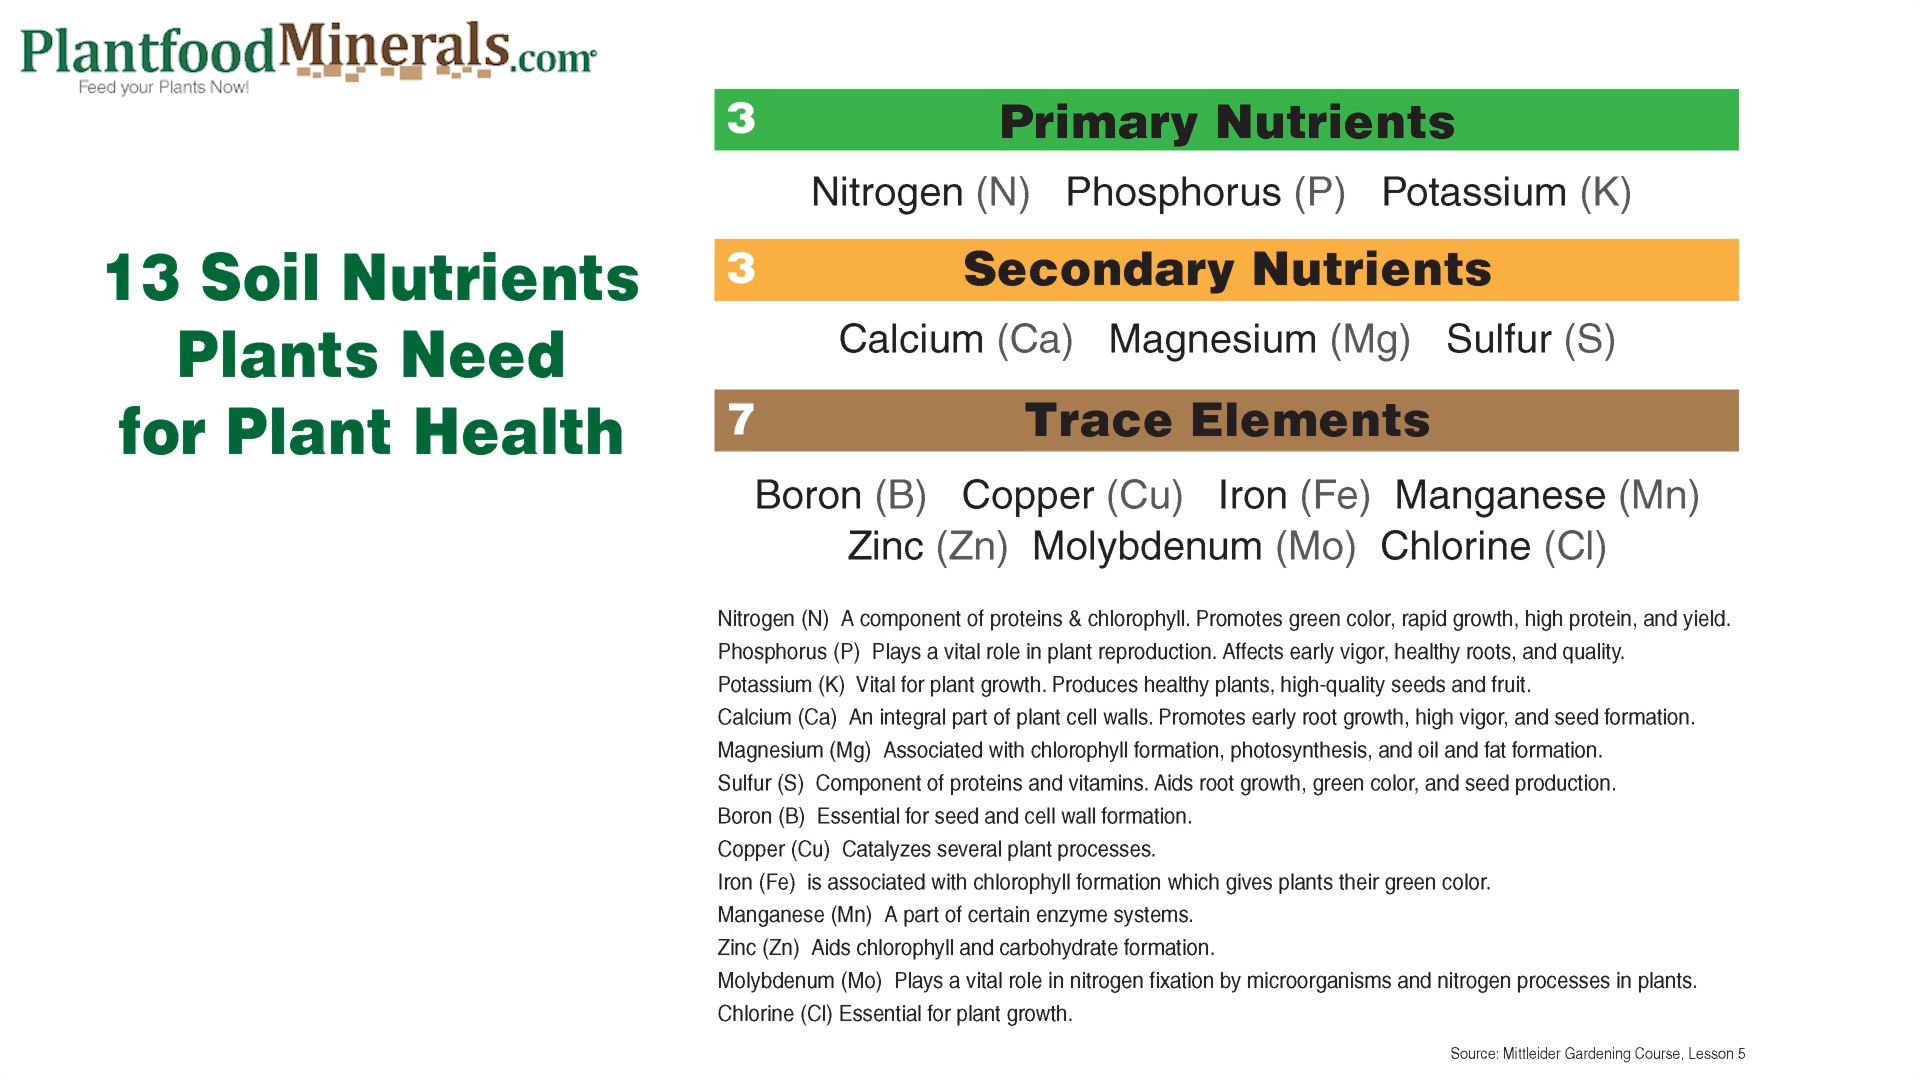 PlantfoodMinerals.com®
Feed your Plants Now!
13 Soil Nutrients
Plants Need
for Plant Health
3 Primary Nutrients
Nitrogen (N) Phosphorus (P) Potassium (K)
3 Secondary Nutrients
Calcium (Ca) Magnesium (Mg) Sulfur (S)
7 Trace Elements
Boron (B) Copper (Cu) Iron (Fe) Manganese (Mn)
Zinc (Zn) Molybdenum (Mo) Chlorine (Cl)
Nitrogen (N) A component of proteins & chlorophyll. Promotes green color, rapid growth, high protein, and yield.
Phosphorus (P) Plays a vital role in plant reproduction. Affects early vigor, healthy roots, and quality.
Potassium (K) Vital for plant growth. Produces healthy plants, high-quality seeds and fruit.
Calcium (Ca) An integral part of plant cell walls. Promotes early root growth, high vigor, and seed formation.
Magnesium (Mg) Associated with chlorophyll formation, photosynthesis, and oil and fat formation.
Sulfur (S) Component of proteins and vitamins. Aids root growth, green color, and seed production.
Boron (B) Essential for seed and cell wall formation.
Copper (Cu) Catalyzes several plant processes.
Iron (Fe) is associated with chlorophyll formation which gives plants their green color.
Manganese (Mn) A part of certain enzyme systems.
Zinc (Zn) Aids chlorophyll and carbohydrate formation.
Molybdenum (Mo) Plays a vital role in nitrogen fixation by microorganisms and nitrogen processes in plants.
Chlorine (Cl) Essential for plant growth.
Source: Mittleider Gardening Course, Lesson 5